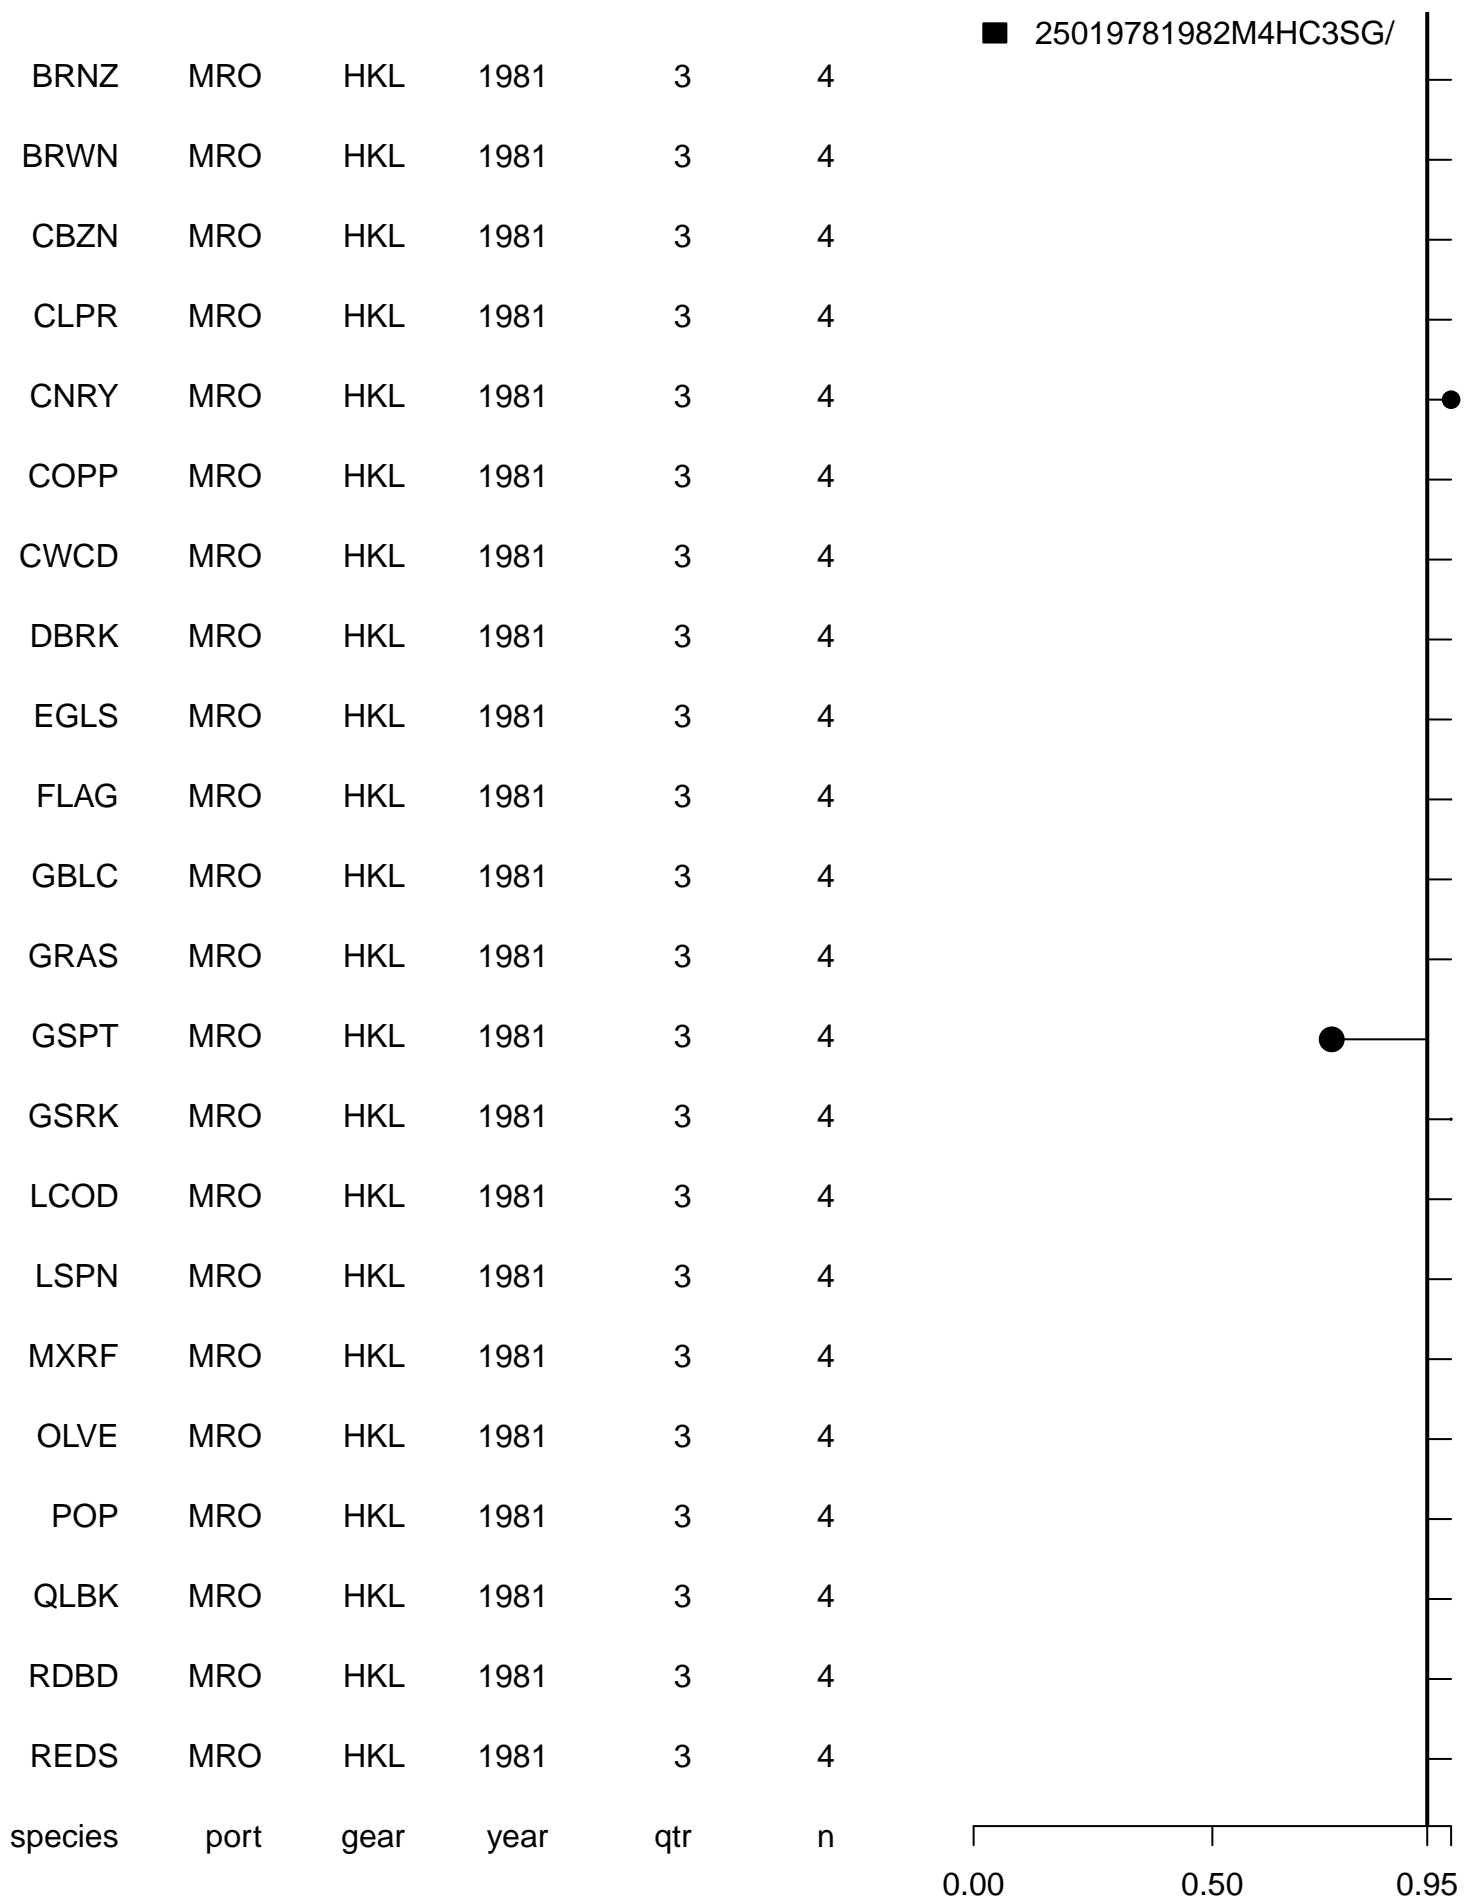 25019781982M4HC3SG/
BRNZ MRO HKL 1981 3 4
BRWN MRO HKL 1981 3 4
CBZN MRO HKL 1981 3 4
CLPR MRO HKL 1981 3 4
CNRY MRO HKL 1981 3 4
COPP MRO HKL 1981 3 4
CWCD MRO HKL 1981 3 4
DBRK MRO HKL 1981 3 4
EGLS MRO HKL 1981 3 4
FLAG MRO HKL 1981 3 4
GBLC MRO HKL 1981 3 4
GRAS MRO HKL 1981 3 4
GSPT MRO HKL 1981 3 4
GSRK MRO HKL 1981 3 4
LCOD MRO HKL 1981 3 4
LSPN MRO HKL 1981 3 4
MXRF MRO HKL 1981 3 4
OLVE MRO HKL 1981 3 4
POP MRO HKL 1981 3 4
QLBK MRO HKL 1981 3 4
RDBD MRO HKL 1981 3 4
REDS MRO HKL 1981 3 4
species port gear year qtr n
0.00 0.50 0.95